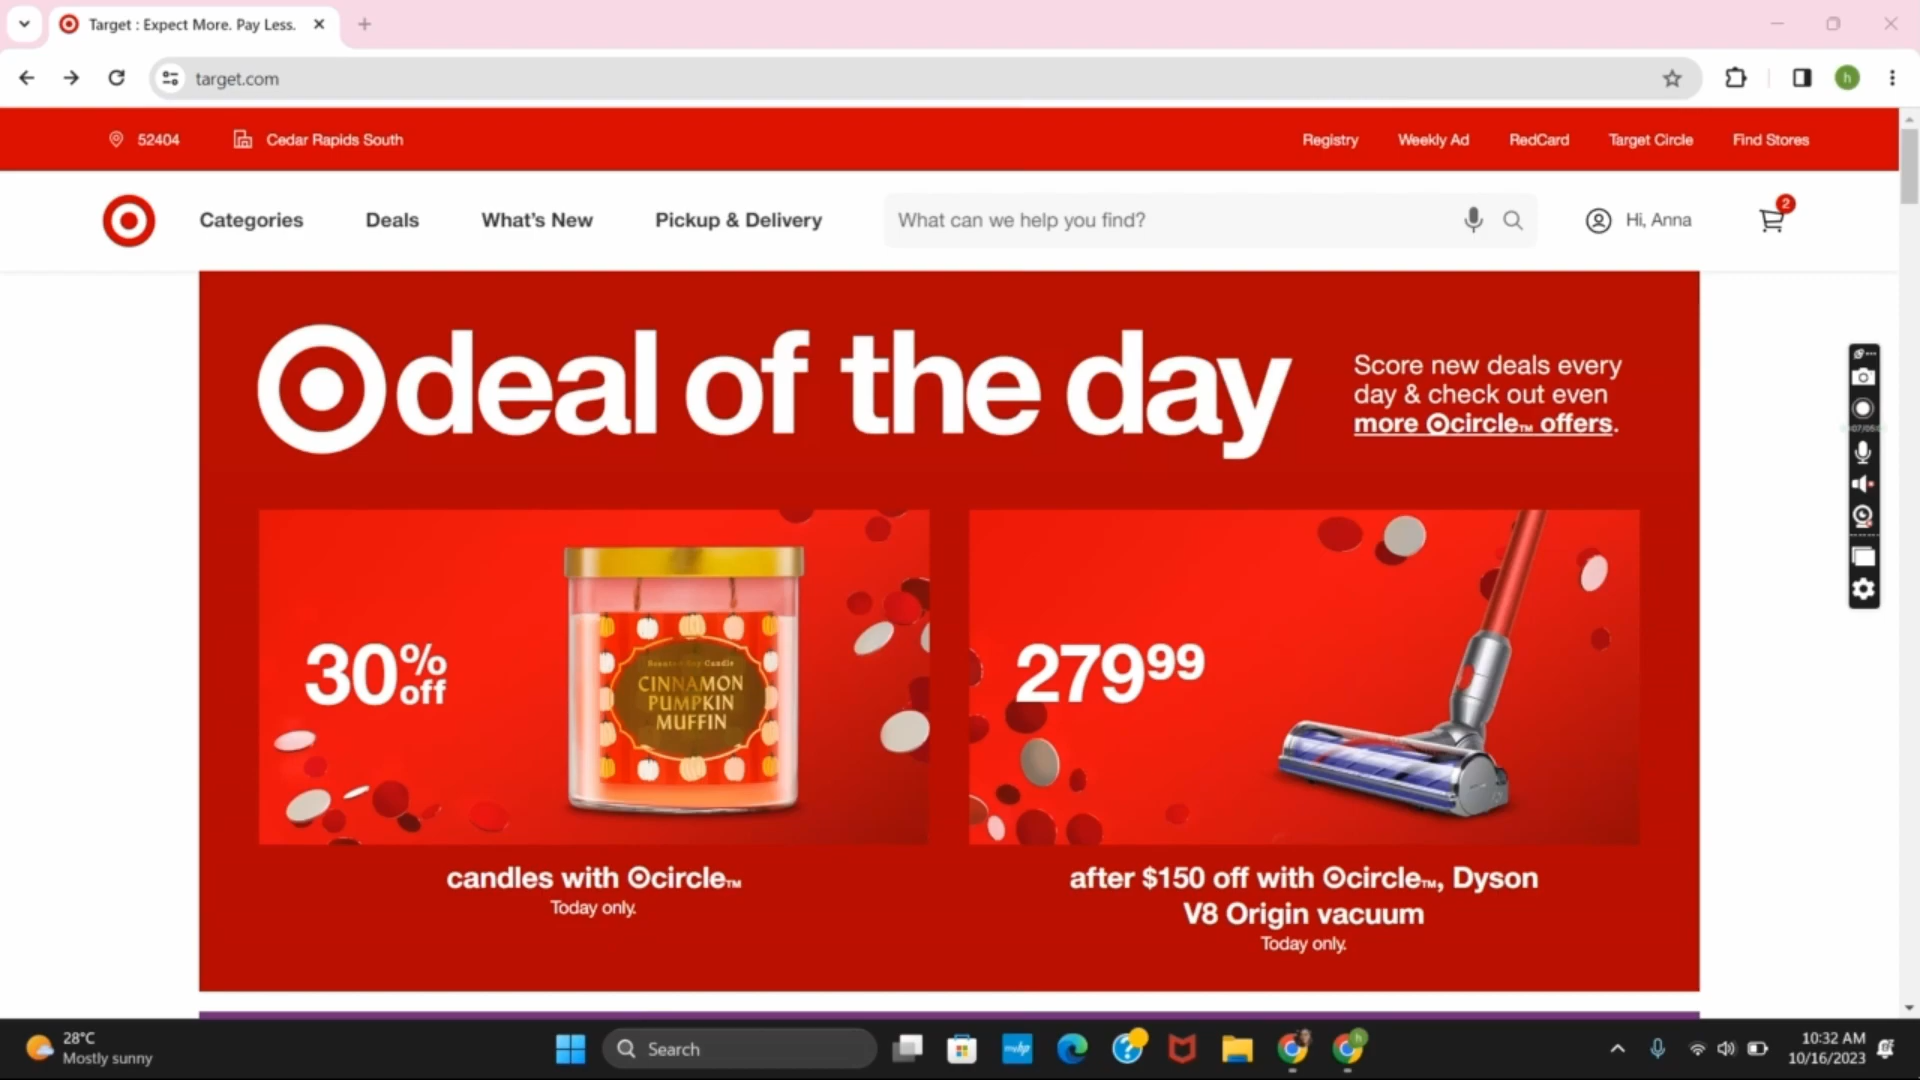 Target : Expect More. Pay Less.
target.com
h
52404
Cedar Rapids South
Registry
Weekly Ad
RedCard
Target Circle
Find Stores
Categories
Deals
What's New
Pickup & Delivery
What can we help you find?
Hi, Anna
2
deal of the day
Score new deals every
day & check out even
more circle™ offers.
30% off
CINNAMON
PUMPKIN
MUFFIN
279⁹⁹
candles with circle™
Today only.
after $150 off with circle™, Dyson
V8 Origin vacuum
Today only.
28°C
Mostly sunny
Search
myhp
h
10:32 AM
10/16/2023